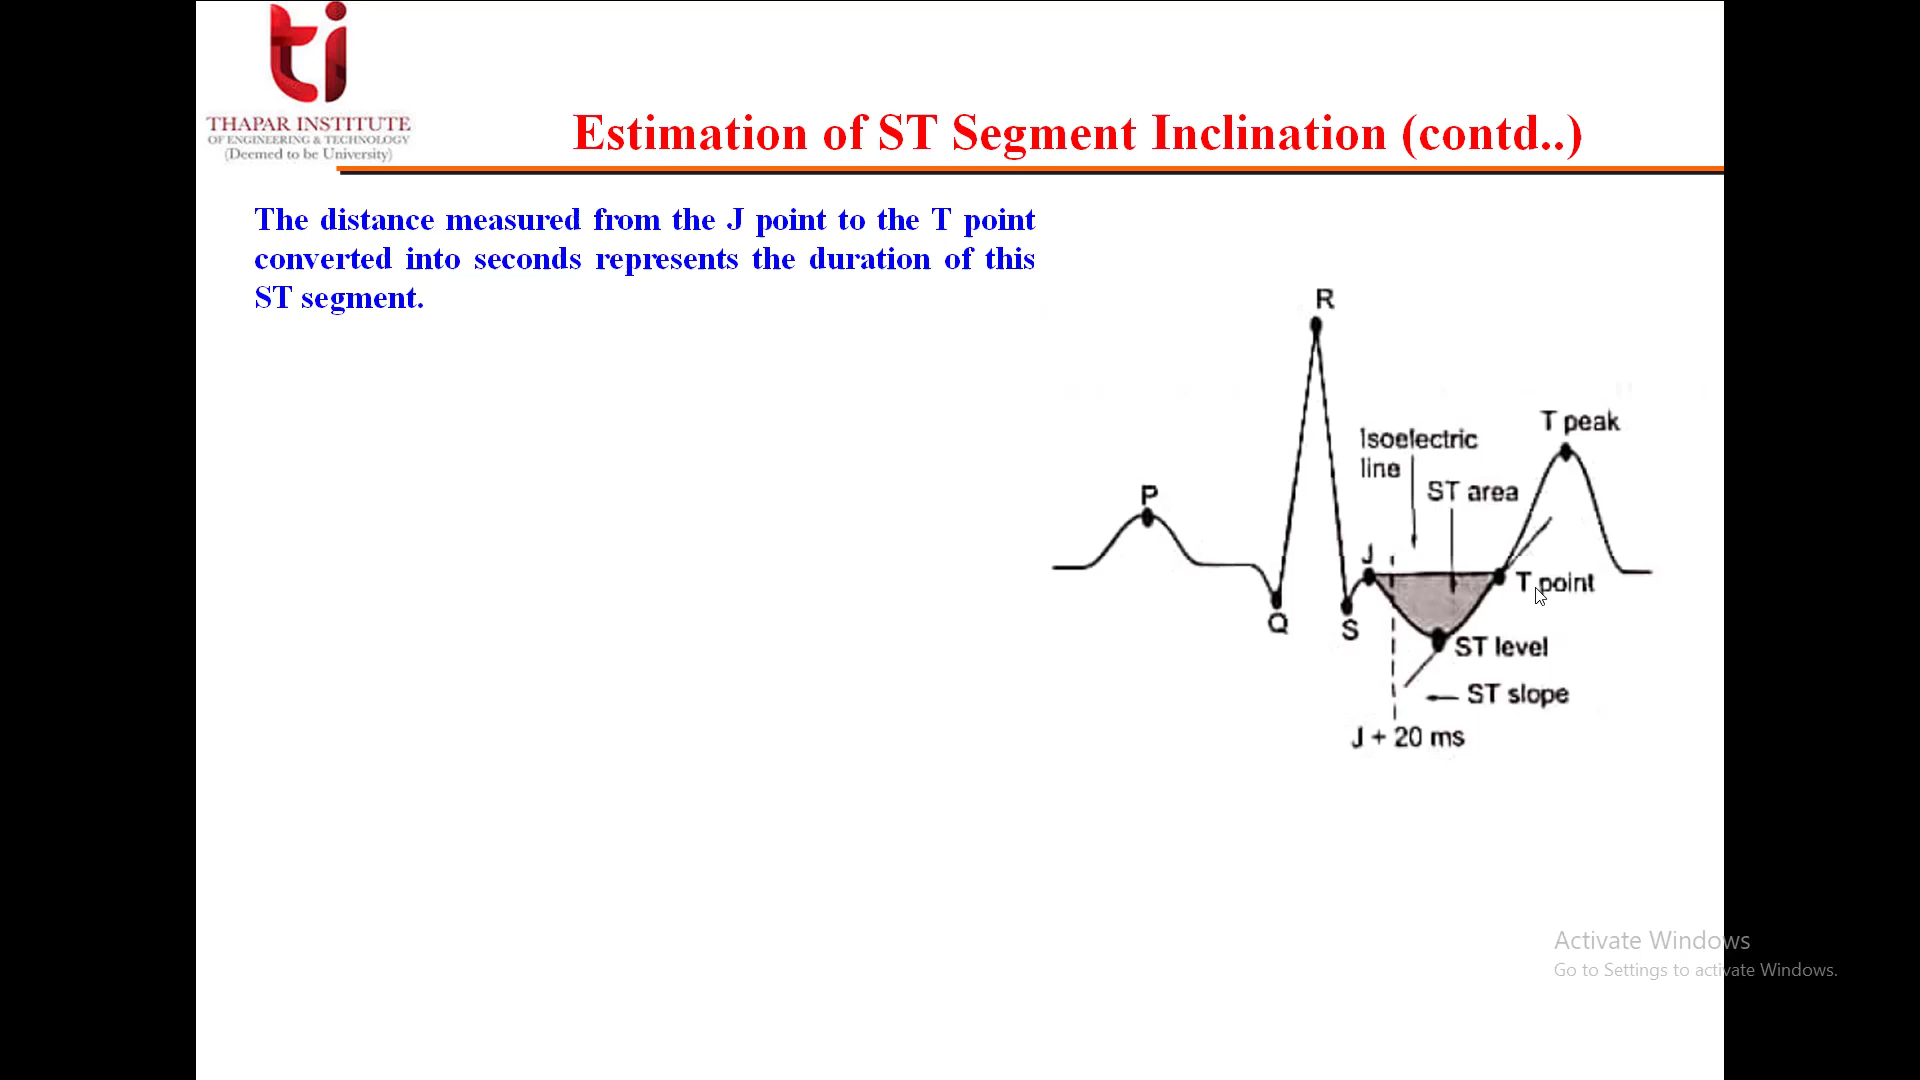 ti
THAPAR INSTITUTE
OF ENGINEERING & TECHNOLOGY
(Deemed to be University)
Estimation of ST Segment Inclination (contd..)
The distance measured from the J point to the T point
converted into seconds represents the duration of this
ST segment.
R
T peak
Isoelectric
line
ST area
P
J
T point
Q
S
ST level
ST slope
J + 20 ms
Activate Windows
Go to Settings to activate Windows.